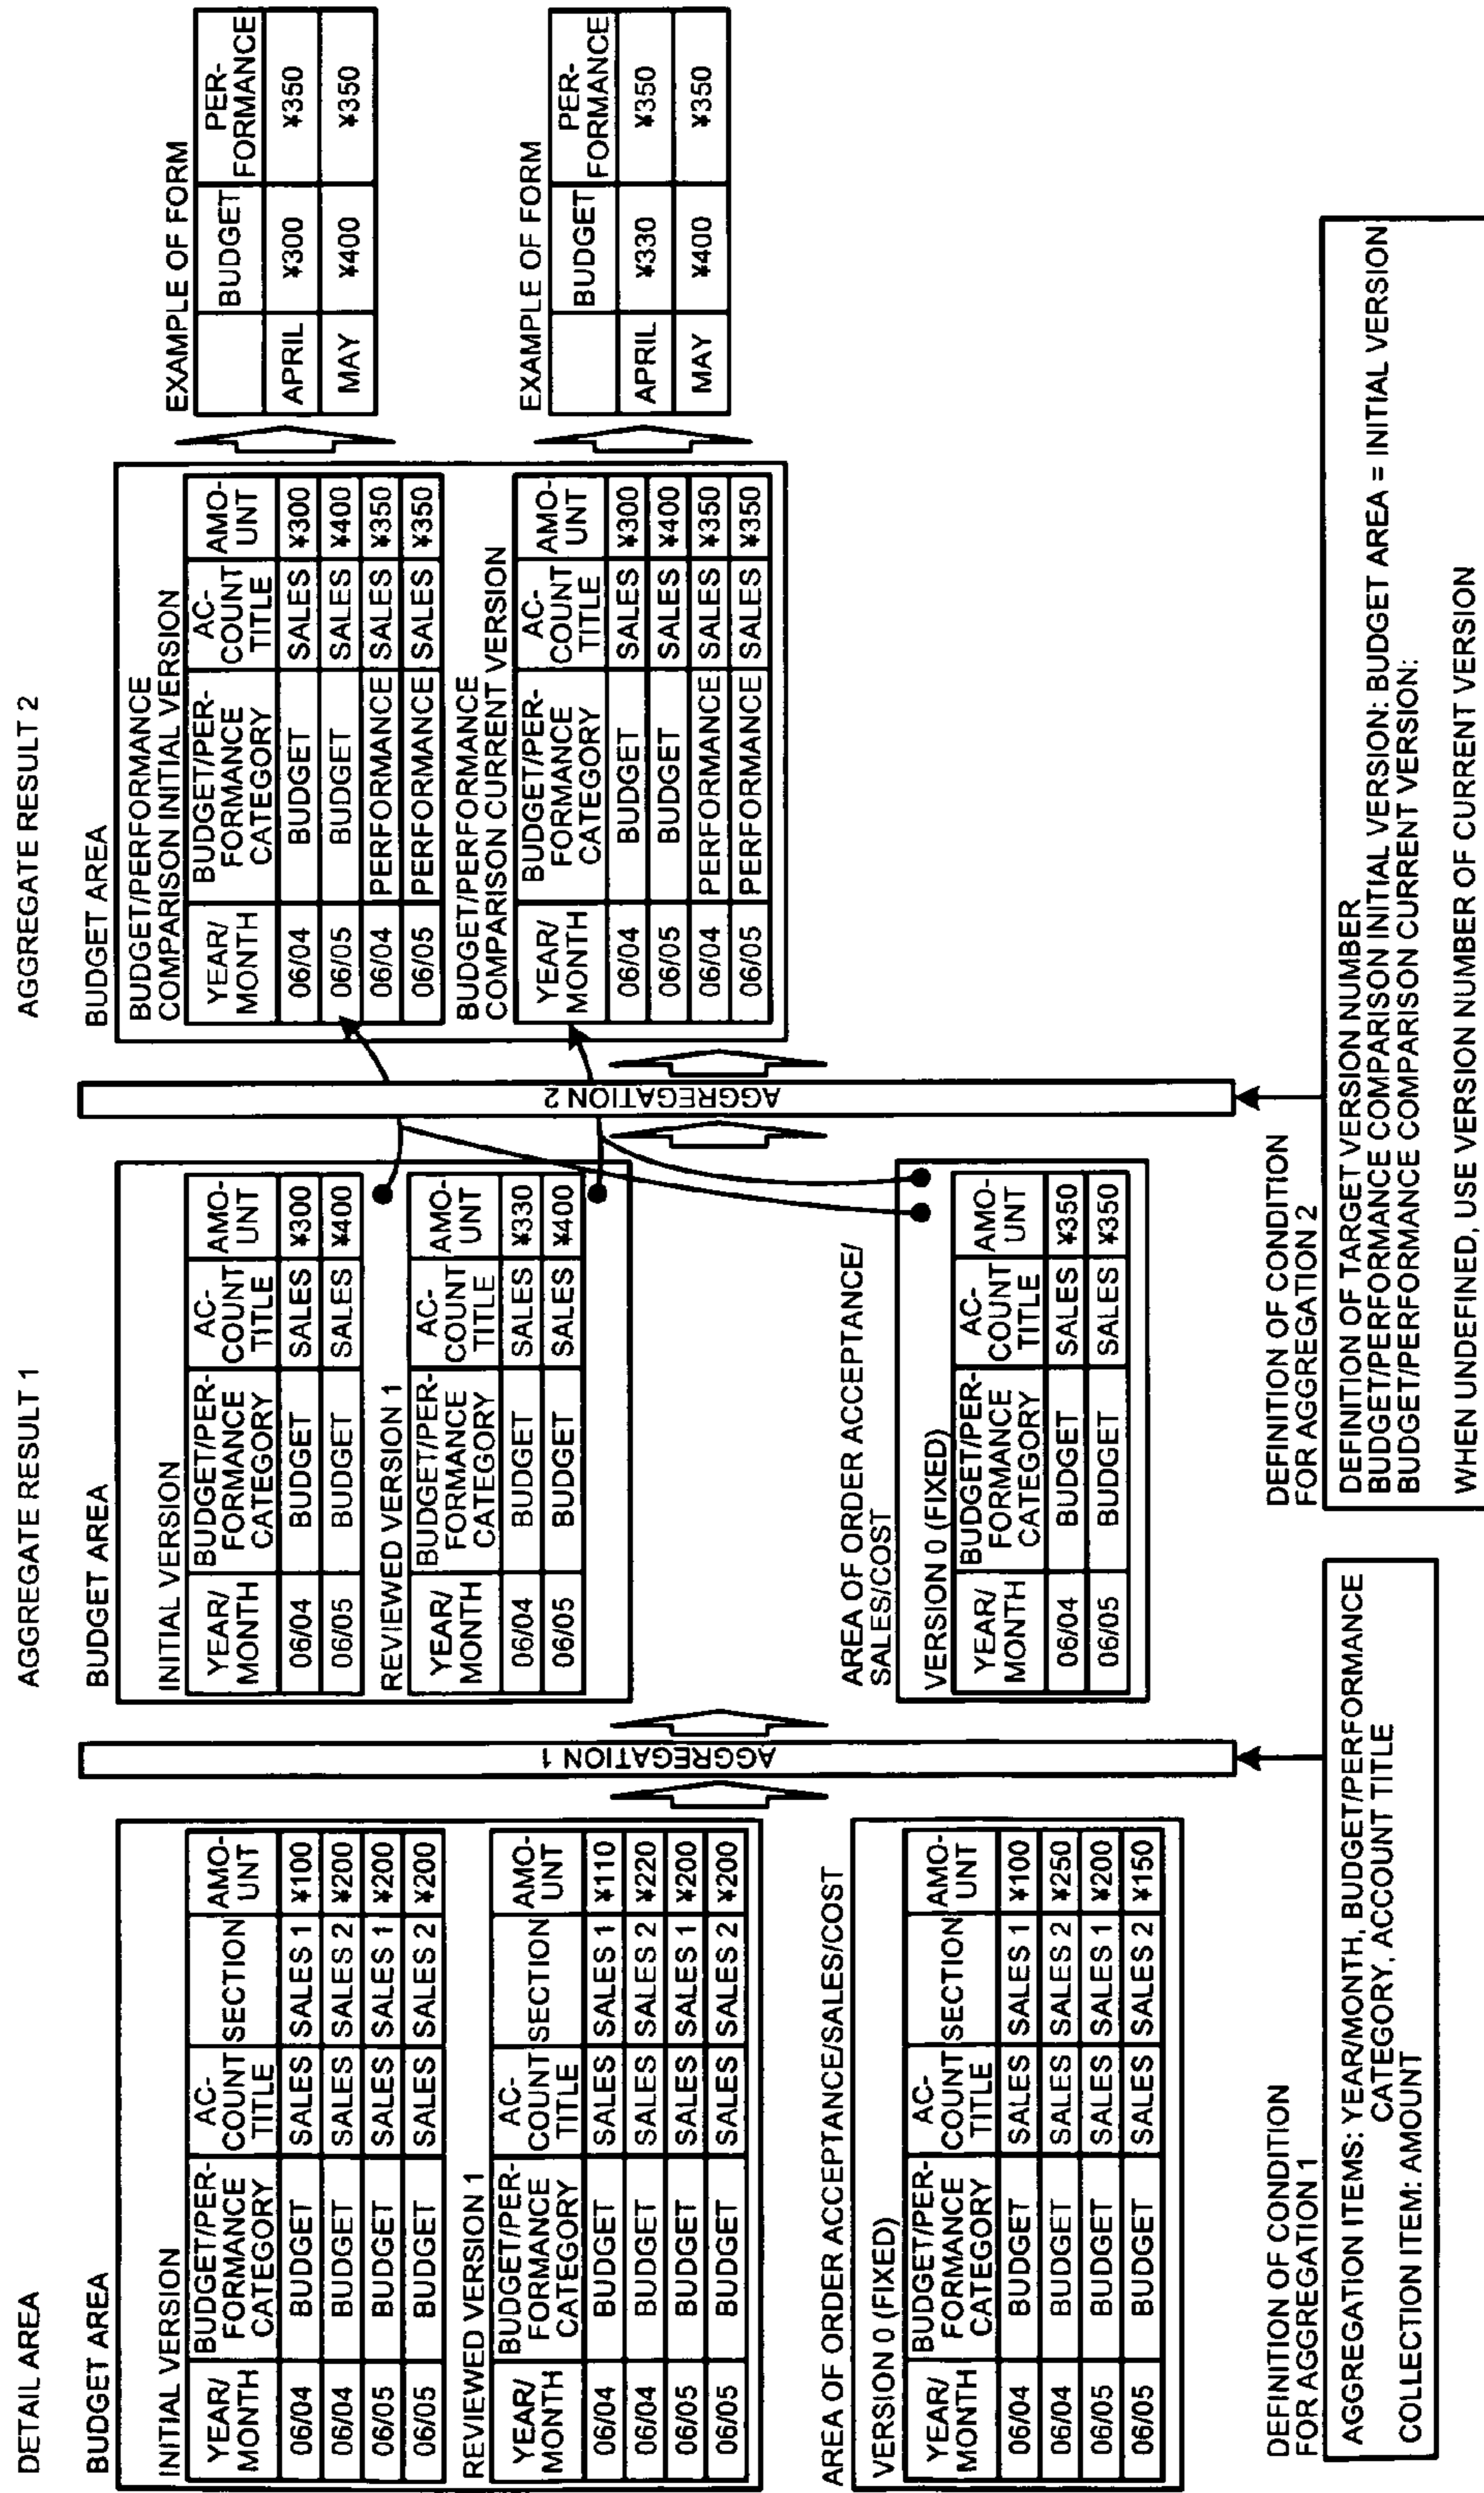 DETAIL AREA
BUDGET AREA
INITIAL VERSION
YEAR/
MONTH
BUDGET/PER-
FORMANCE
CATEGORY
AC-
COUNT
TITLE
SECTION
AMO-
UNT
06/04 BUDGET SALES SALES 1 ¥100
06/04 BUDGET SALES SALES 2 ¥200
06/05 BUDGET SALES SALES 1 ¥200
06/05 BUDGET SALES SALES 2 ¥200
REVIEWED VERSION 1
YEAR/
MONTH
BUDGET/PER-
FORMANCE
CATEGORY
AC-
COUNT
TITLE
SECTION
AMO-
UNT
06/04 BUDGET SALES SALES 1 ¥110
06/04 BUDGET SALES SALES 2 ¥220
06/05 BUDGET SALES SALES 1 ¥200
06/05 BUDGET SALES SALES 2 ¥200
AREA OF ORDER ACCEPTANCE/SALES/COST
VERSION 0 (FIXED)
YEAR/
MONTH
BUDGET/PER-
FORMANCE
CATEGORY
AC-
COUNT
TITLE
SECTION
AMO-
UNT
06/04 BUDGET SALES SALES 1 ¥100
06/04 BUDGET SALES SALES 2 ¥250
06/05 BUDGET SALES SALES 1 ¥200
06/05 BUDGET SALES SALES 2 ¥150
DEFINITION OF CONDITION
FOR AGGREGATION 1
AGGREGATION ITEMS: YEAR/MONTH, BUDGET/PERFORMANCE
CATEGORY, ACCOUNT TITLE
COLLECTION ITEM: AMOUNT
AGGREGATION 1
AGGREGATE RESULT 1
BUDGET AREA
INITIAL VERSION
YEAR/
MONTH
BUDGET/PER-
FORMANCE
CATEGORY
AC-
COUNT
TITLE
AMO-
UNT
06/04 BUDGET SALES ¥300
06/05 BUDGET SALES ¥400
REVIEWED VERSION 1
YEAR/
MONTH
BUDGET/PER-
FORMANCE
CATEGORY
AC-
COUNT
TITLE
AMO-
UNT
06/04 BUDGET SALES ¥330
06/05 BUDGET SALES ¥400
AREA OF ORDER ACCEPTANCE/
SALES/COST
VERSION 0 (FIXED)
YEAR/
MONTH
BUDGET/PER-
FORMANCE
CATEGORY
AC-
COUNT
TITLE
AMO-
UNT
06/04 BUDGET SALES ¥350
06/05 BUDGET SALES ¥350
DEFINITION OF CONDITION
FOR AGGREGATION 2
DEFINITION OF TARGET VERSION NUMBER
BUDGET/PERFORMANCE COMPARISON INITIAL VERSION: BUDGET AREA = INITIAL VERSION
BUDGET/PERFORMANCE COMPARISON CURRENT VERSION:
WHEN UNDEFINED, USE VERSION NUMBER OF CURRENT VERSION
AGGREGATION 2
AGGREGATE RESULT 2
BUDGET AREA
BUDGET/PERFORMANCE
COMPARISON INITIAL VERSION
YEAR/
MONTH
BUDGET/PER-
FORMANCE
CATEGORY
AC-
COUNT
TITLE
AMO-
UNT
06/04 BUDGET SALES ¥300
06/05 BUDGET SALES ¥400
06/04 PERFORMANCE SALES ¥350
06/05 PERFORMANCE SALES ¥350
BUDGET/PERFORMANCE
COMPARISON CURRENT VERSION
YEAR/
MONTH
BUDGET/PER-
FORMANCE
CATEGORY
AC-
COUNT
TITLE
AMO-
UNT
06/04 BUDGET SALES ¥300
06/05 BUDGET SALES ¥400
06/04 PERFORMANCE SALES ¥350
06/05 PERFORMANCE SALES ¥350
EXAMPLE OF FORM
BUDGET
PER-
FORMANCE
APRIL ¥300 ¥350
MAY ¥400 ¥350
EXAMPLE OF FORM
BUDGET
PER-
FORMANCE
APRIL ¥330 ¥350
MAY ¥400 ¥350